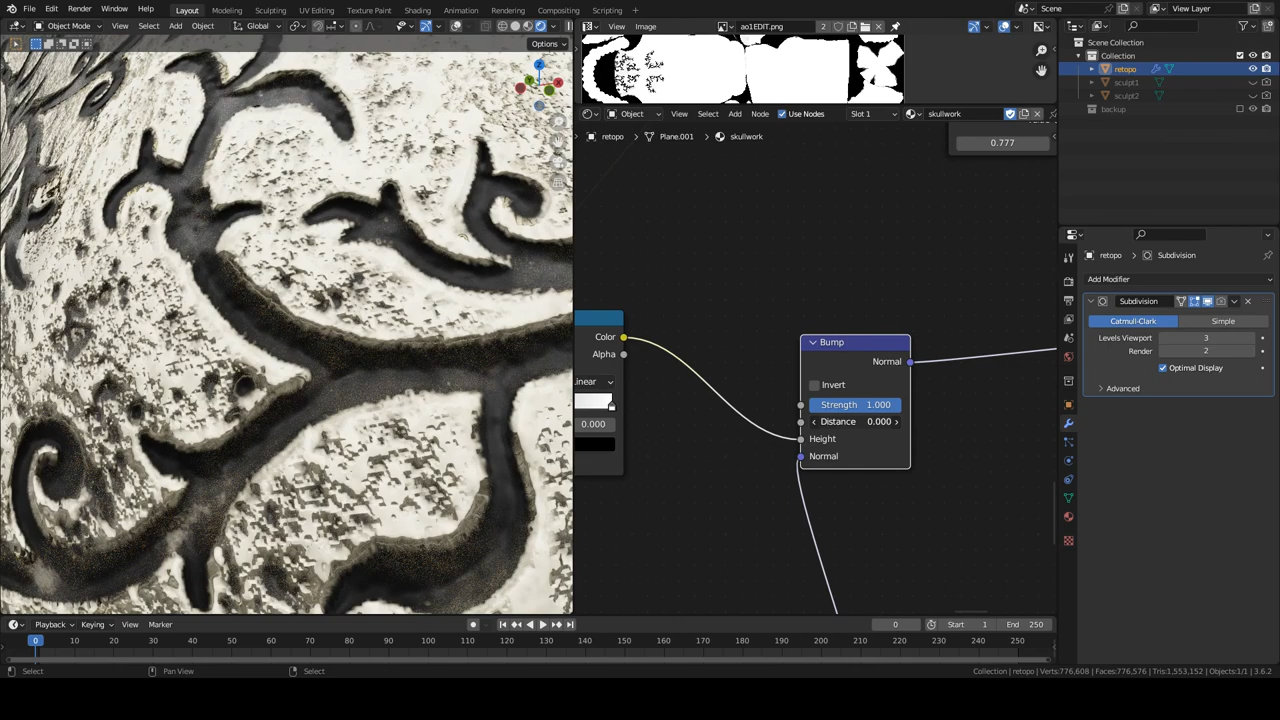 File Edit Render Window Help Layout Modeling Sculpting UV Editing Texture Paint Shading Animation Rendering Compositing Geometry Nodes Scripting Scene View Layer
Object Mode View Select Add Object Global
Options
View Image ao1EDIT.png 2
Object View Select Add Node Use Nodes Slot 1 skullwork
retopo Plane.001 skullwork
0.777
Color
Alpha
0.000
Bump
Normal
Invert
Strength 1.000
Distance 0.000
Height
Normal
Scene Collection
Collection
retopo
sculpt1
sculpt2
backup
retopo Subdivision
Add Modifier
Subdivision
Catmull-Clark Simple
Levels Viewport 3
Render 2
Optimal Display
Advanced
Playback Keying View Marker 0 Start 1 End 250
0 10 20 30 40 50 60 70 80 90 100 110 120 130 140 150 160 170 180 190 200 210 220 230 240 250
Select Pan View Select Collection | retopo | Verts:776,608 | Faces:776,576 | Tris:1,553,152 | Objects:1/1 | 3.6.2